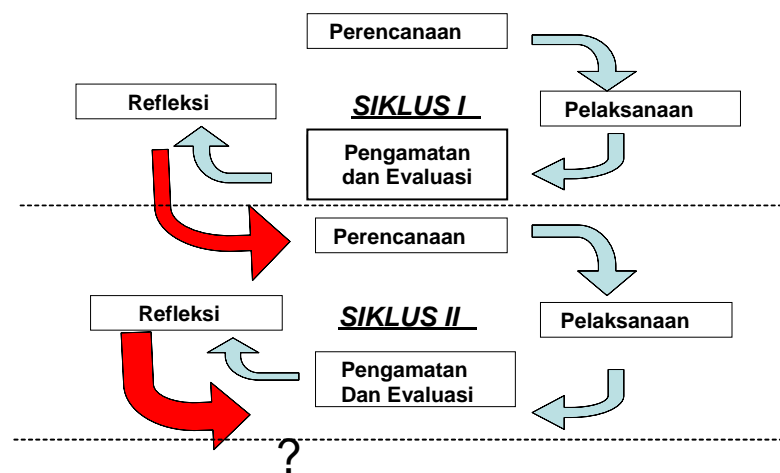 Perencanaan
Refleksi
SIKLUS I
Pelaksanaan
Pengamatan
dan Evaluasi
Perencanaan
Refleksi
SIKLUS II
Pelaksanaan
Pengamatan
Dan Evaluasi
?